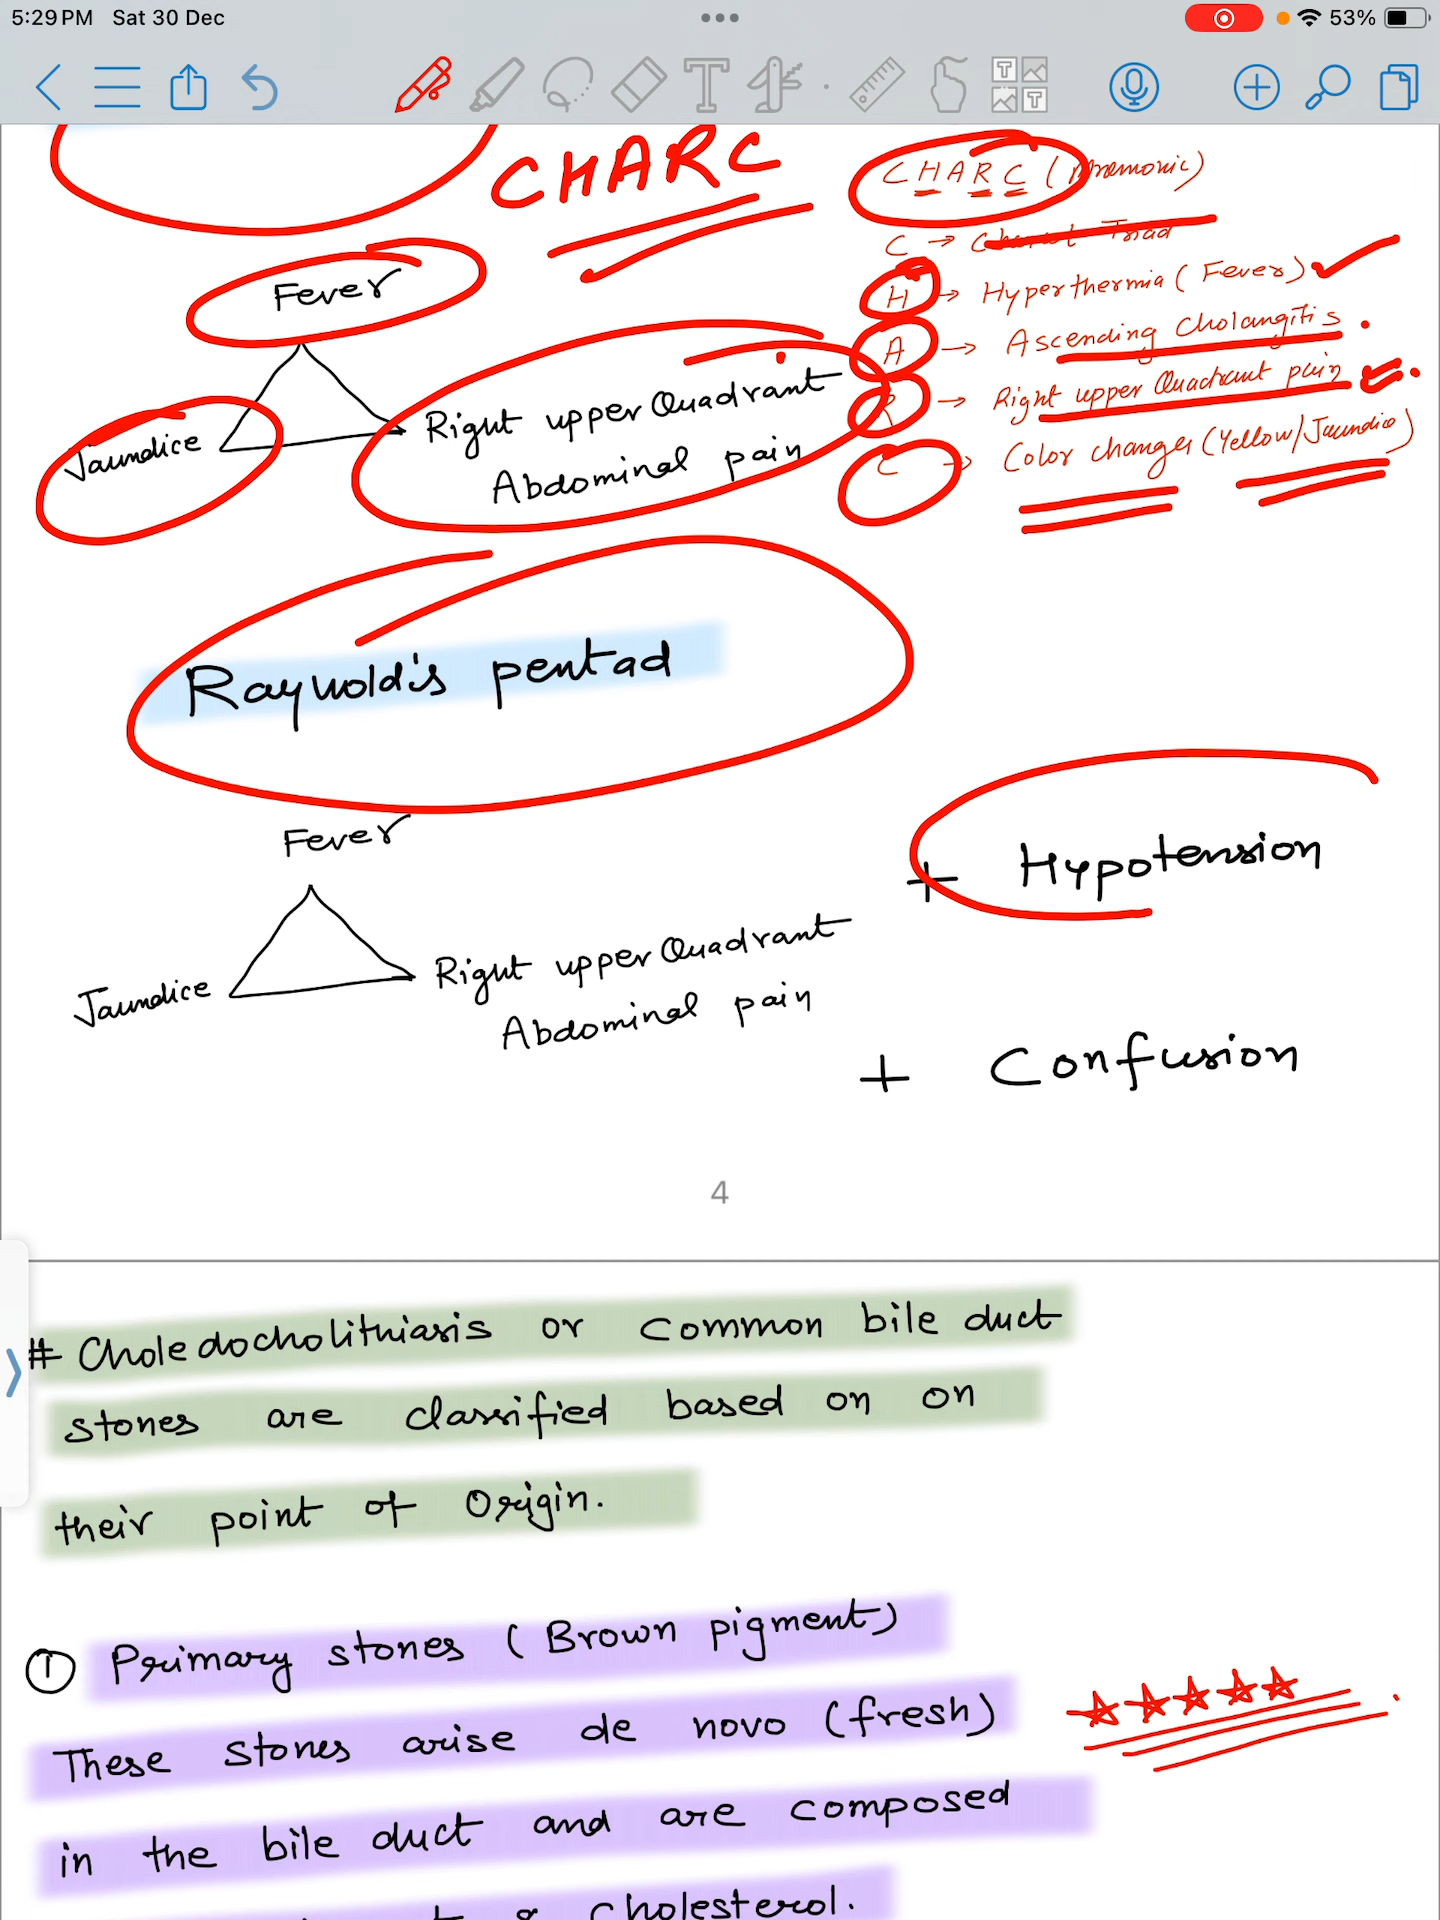 5:29 PM Sat 30 Dec
53%
CHARC
CHARC (Mnemonic)
C → Charcot Triad
H → Hyperthermia (Fever)
A → Ascending Cholangitis
R → Right upper Quadrant pain
C → Color changes (Yellow/Jaundice)
Fever
Jaundice
Right upper Quadrant
Abdominal pain
Raynold's pentad
Fever
Jaundice
Right upper Quadrant
Abdominal pain
+ Hypotension
+ Confusion
4
# Choledocholithiasis or common bile duct
stones are classified based on on
their point of Origin.
① Primary stones (Brown pigment)
These stones arise de novo (fresh)
in the bile duct and are composed
& cholesterol.